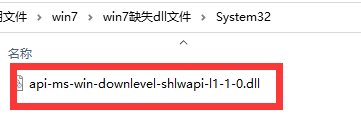 文件 › win7 › win7缺失dll文件 › System32
名称
api-ms-win-downlevel-shlwapi-l1-1-0.dll